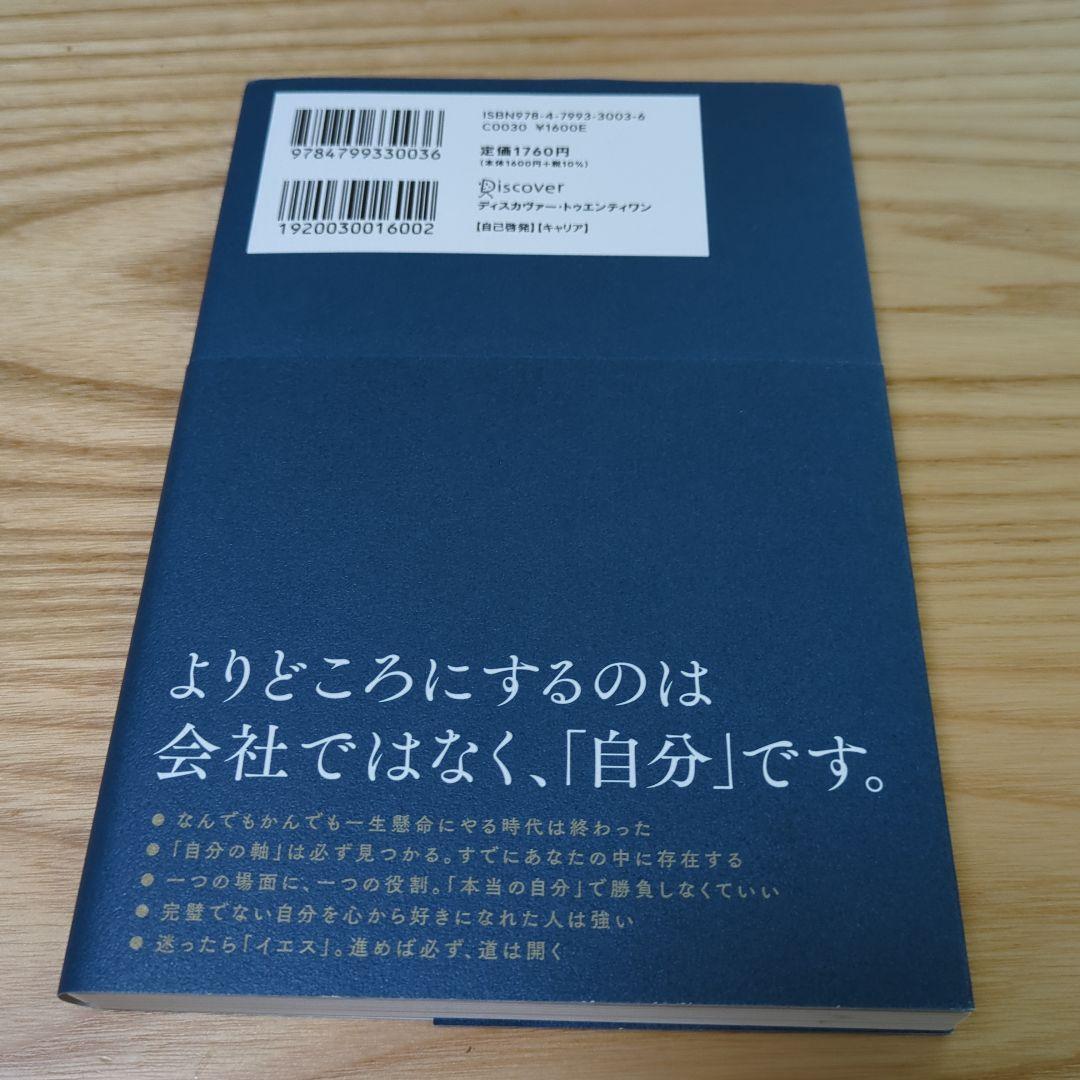 ISBN978-4-7993-3003-6
C0030 ¥1600E
9784799330036
定価1760円
(本体1600円+税10%)
Discover
ディスカヴァー・トゥエンティワン
1920030016002
【自己啓発】【キャリア】
よりどころにするのは
会社ではなく、「自分」です。
● なんでもかんでも一生懸命にやる時代は終わった
● 「自分の軸」は必ず見つかる。すでにあなたの中に存在する
● 一つの場面に、一つの役割。「本当の自分」で勝負しなくていい
● 完璧でない自分を心から好きになれた人は強い
● 迷ったら「イエス」。進めば必ず、道は開く